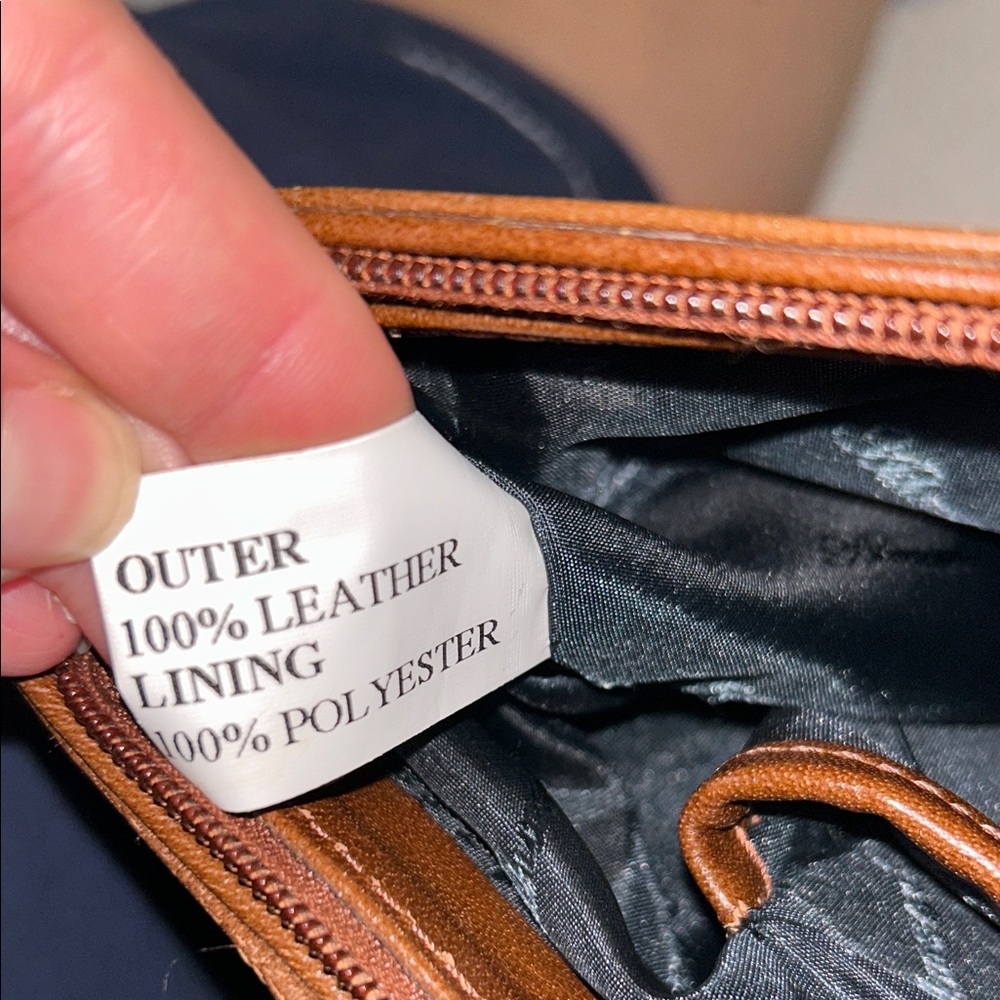 OUTER
100% LEATHER
LINING
100% POLYESTER